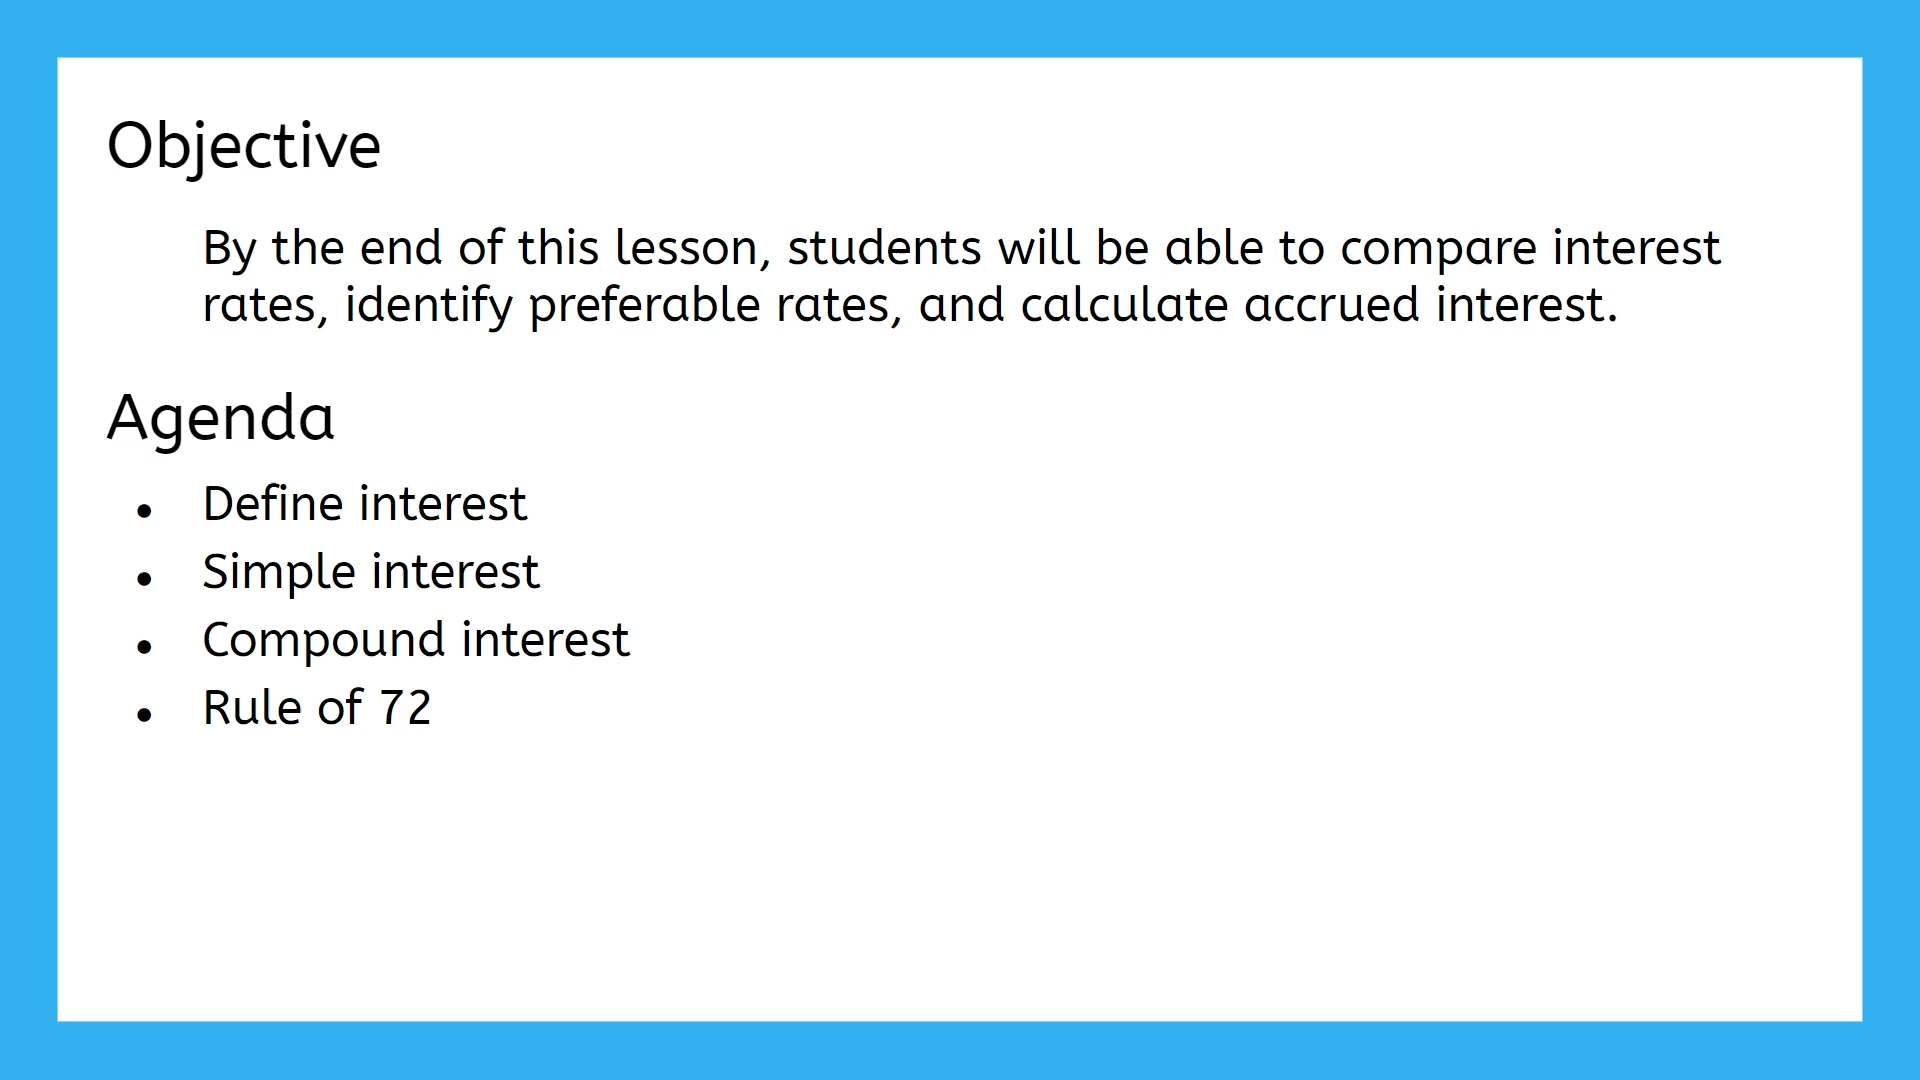 Objective
By the end of this lesson, students will be able to compare interest
rates, identify preferable rates, and calculate accrued interest.
Agenda
● Define interest
● Simple interest
● Compound interest
● Rule of 72